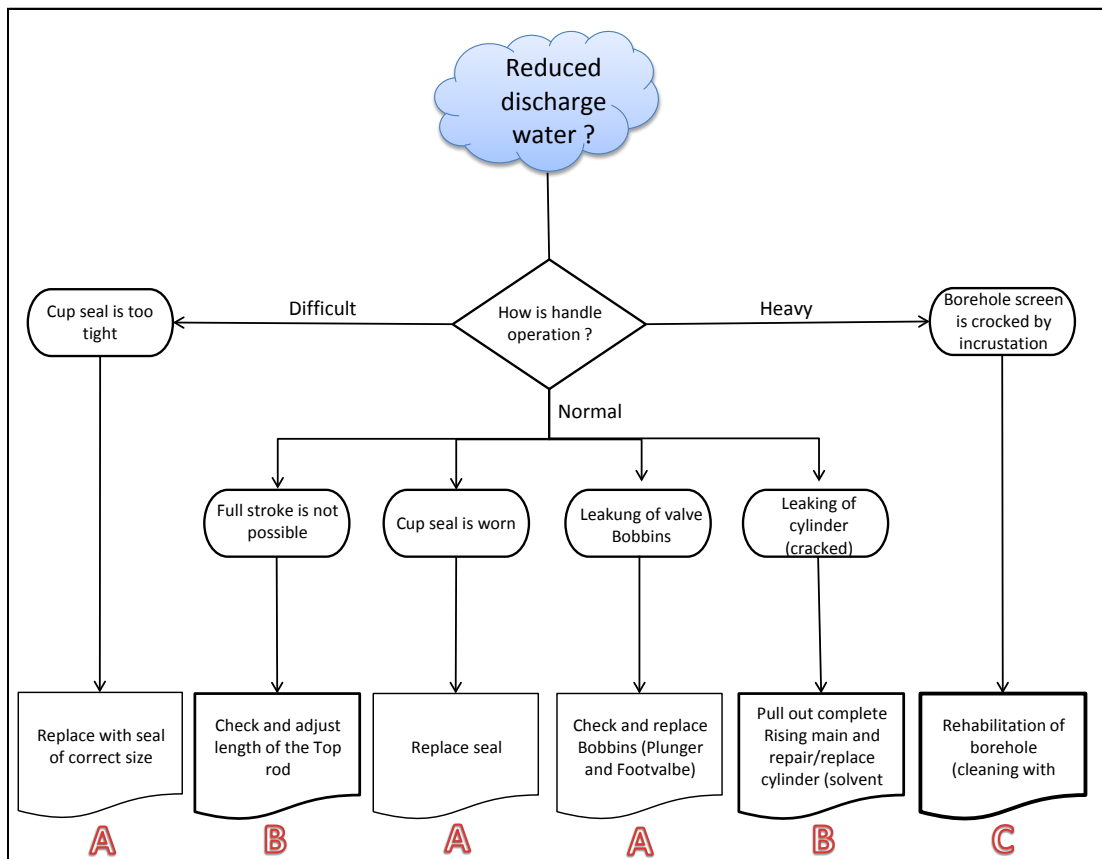 Reduced
discharge
water ?
How is handle
operation ?
Difficult
Heavy
Normal
Cup seal is too
tight
Borehole screen
is crocked by
incrustation
Full stroke is not
possible
Cup seal is worn
Leakung of valve
Bobbins
Leaking of
cylinder
(cracked)
Replace with seal
of correct size
Check and adjust
length of the Top
rod
Replace seal
Check and replace
Bobbins (Plunger
and Footvalbe)
Pull out complete
Rising main and
repair/replace
cylinder (solvent
Rehabilitation of
borehole
(cleaning with
A
B
A
A
B
C